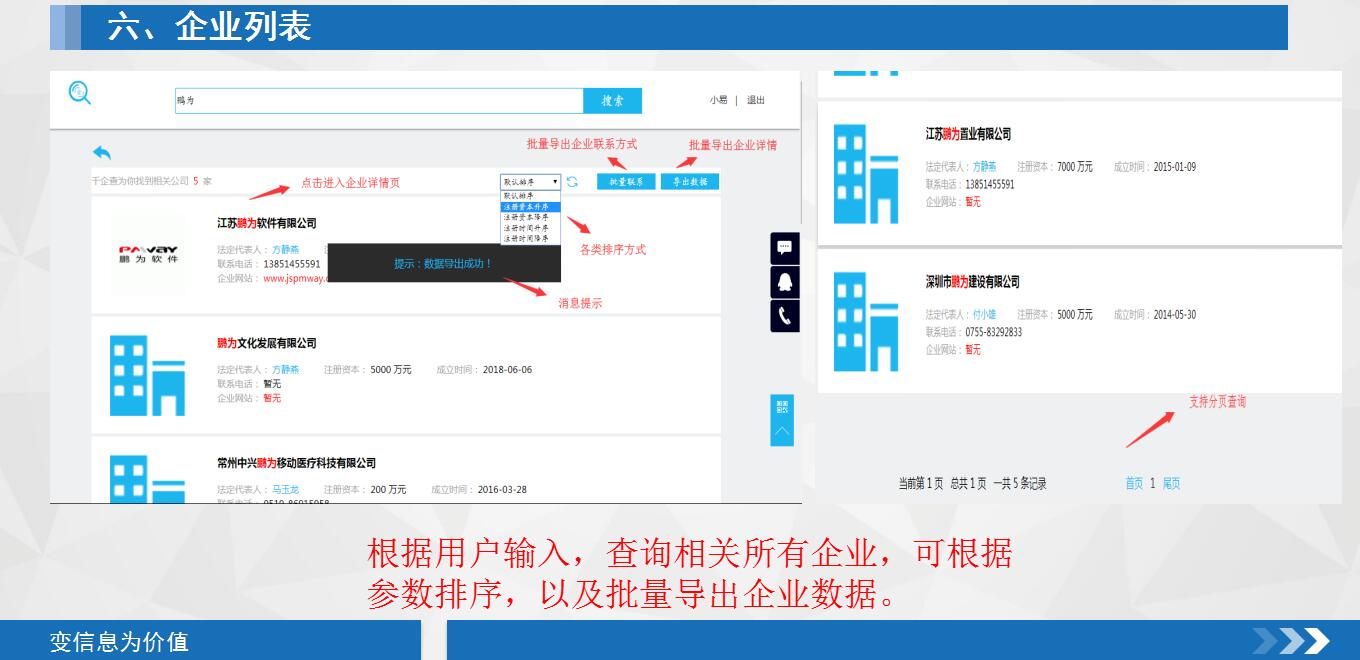 六、企业列表
鹏为
搜索
小易 | 退出
批量导出企业联系方式
批量导出企业详情
千企查为你找到相关公司 5 家
点击进入企业详情页
默认排序
批量联系
导出数据
默认排序
注册资本升序
注册资本降序
注册时间升序
注册时间降序
各类排序方式
PAWAY
鹏为软件
江苏鹏为软件有限公司
法定代表人：方静燕
联系电话：13851455591
企业网站：www.jspmway.c
提示：数据导出成功！
消息提示
鹏为文化发展有限公司
法定代表人：方静燕 注册资本：5000 万元 成立时间：2018-06-06
联系电话：暂无
企业网站：暂无
常州中兴鹏为移动医疗科技有限公司
法定代表人：马玉龙 注册资本：200 万元 成立时间：2016-03-28
江苏鹏为置业有限公司
法定代表人：方静燕 注册资本：7000 万元 成立时间：2015-01-09
联系电话：13851455591
企业网站：暂无
深圳市鹏为建设有限公司
法定代表人：付小雄 注册资本：5000 万元 成立时间：2014-05-30
联系电话：0755-83292833
企业网站：暂无
支持分页查询
当前第 1 页 总共 1 页 一共 5 条记录
首页 1 尾页
根据用户输入，查询相关所有企业，可根据
参数排序，以及批量导出企业数据。
变信息为价值